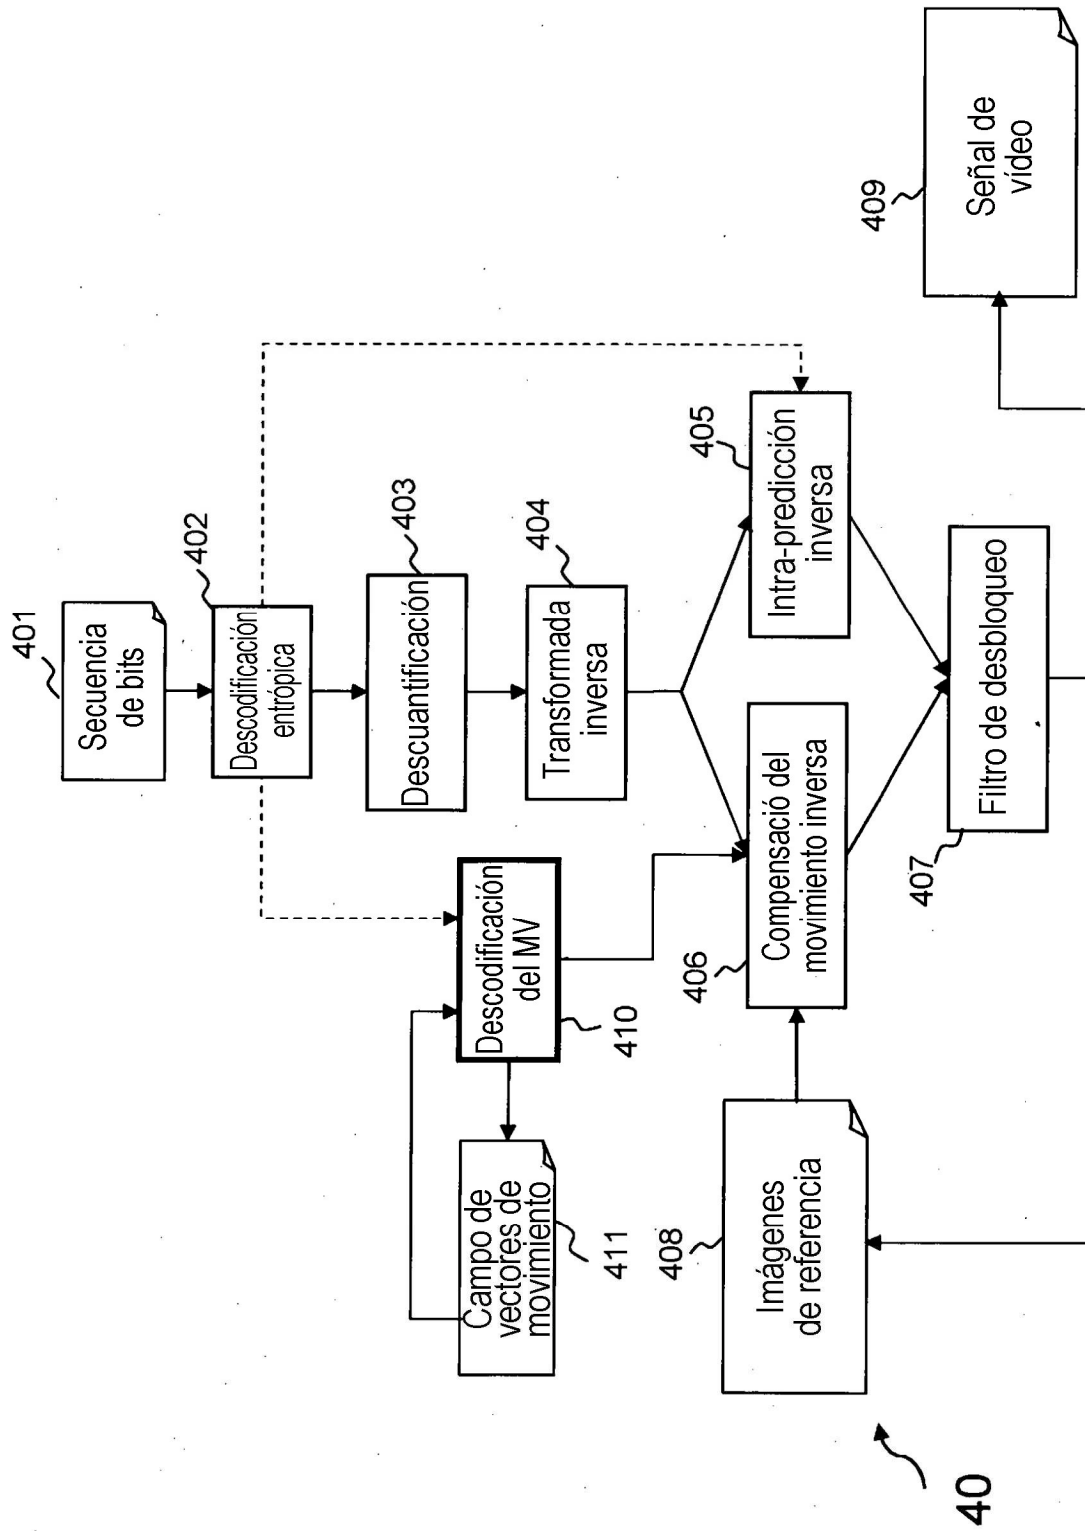 401
Secuencia
de bits
402
Descodificación
entrópica
403
Descuantificación
404
Transformada
inversa
405
Intra-predicción
inversa
406
Compensació del
movimiento inversa
407
Filtro de desbloqueo
408
Imágenes
de referencia
409
Señal de
vídeo
410
Descodificación
del MV
411
Campo de
vectores de
movimiento
40